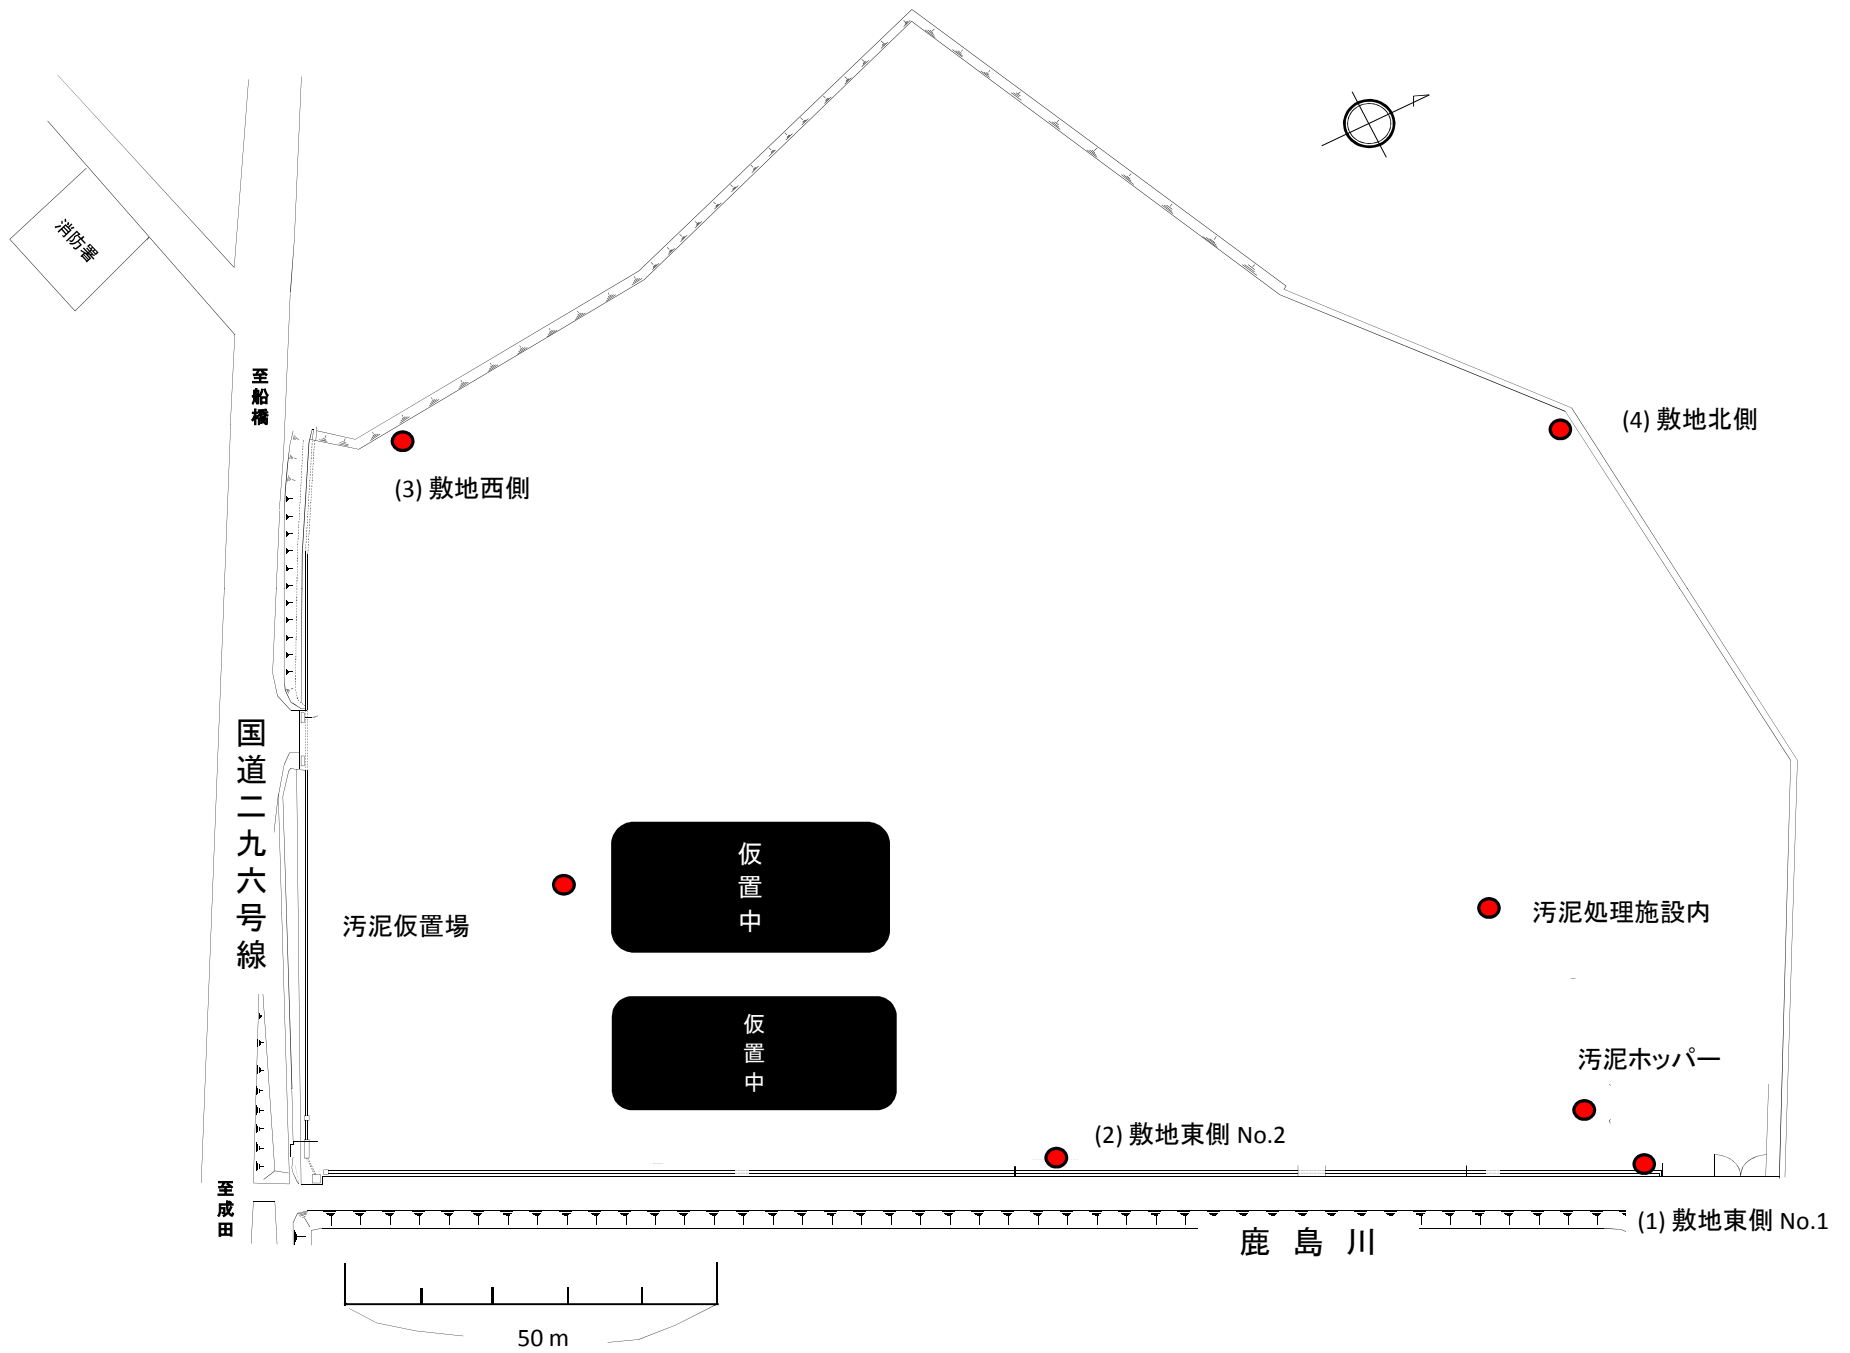 消防署
至船橋
(4) 敷地北側
(3) 敷地西側
国道二九六号線
仮置中
汚泥仮置場
汚泥処理施設内
仮置中
汚泥ホッパー
(2) 敷地東側 No.2
至成田
(1) 敷地東側 No.1
鹿島川
50 m